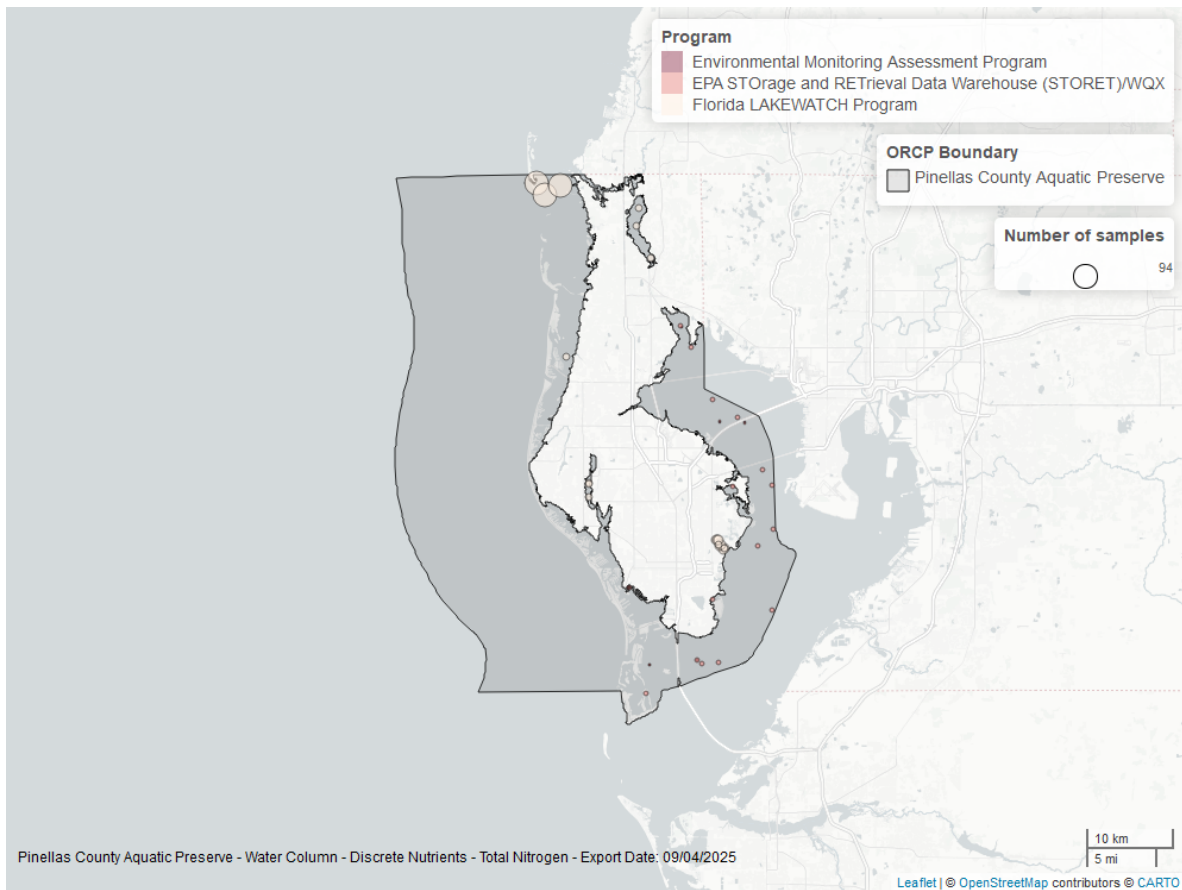 Program
Environmental Monitoring Assessment Program
EPA STOrage and RETrieval Data Warehouse (STORET)/WQX
Florida LAKEWATCH Program
ORCP Boundary
Pinellas County Aquatic Preserve
Number of samples
94
10 km
5 mi
Pinellas County Aquatic Preserve - Water Column - Discrete Nutrients - Total Nitrogen - Export Date: 09/04/2025
Leaflet | © OpenStreetMap contributors © CARTO